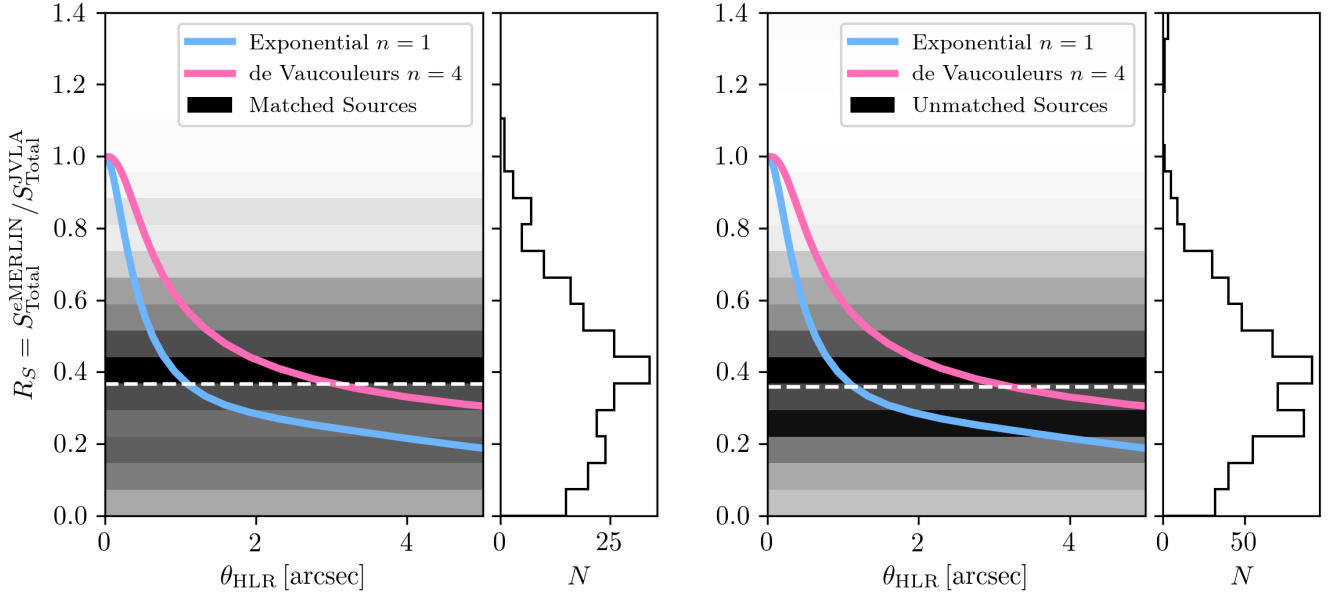 R_S = S_Total^eMERLIN / S_Total^JVLA
1.4
1.2
1.0
0.8
0.6
0.4
0.2
0.0
Exponential n = 1
de Vaucouleurs n = 4
Matched Sources
0 2 4
θ_HLR [arcsec]
25
N
1.4
1.2
1.0
0.8
0.6
0.4
0.2
0.0
Exponential n = 1
de Vaucouleurs n = 4
Unmatched Sources
0 2 4
θ_HLR [arcsec]
0 50
N